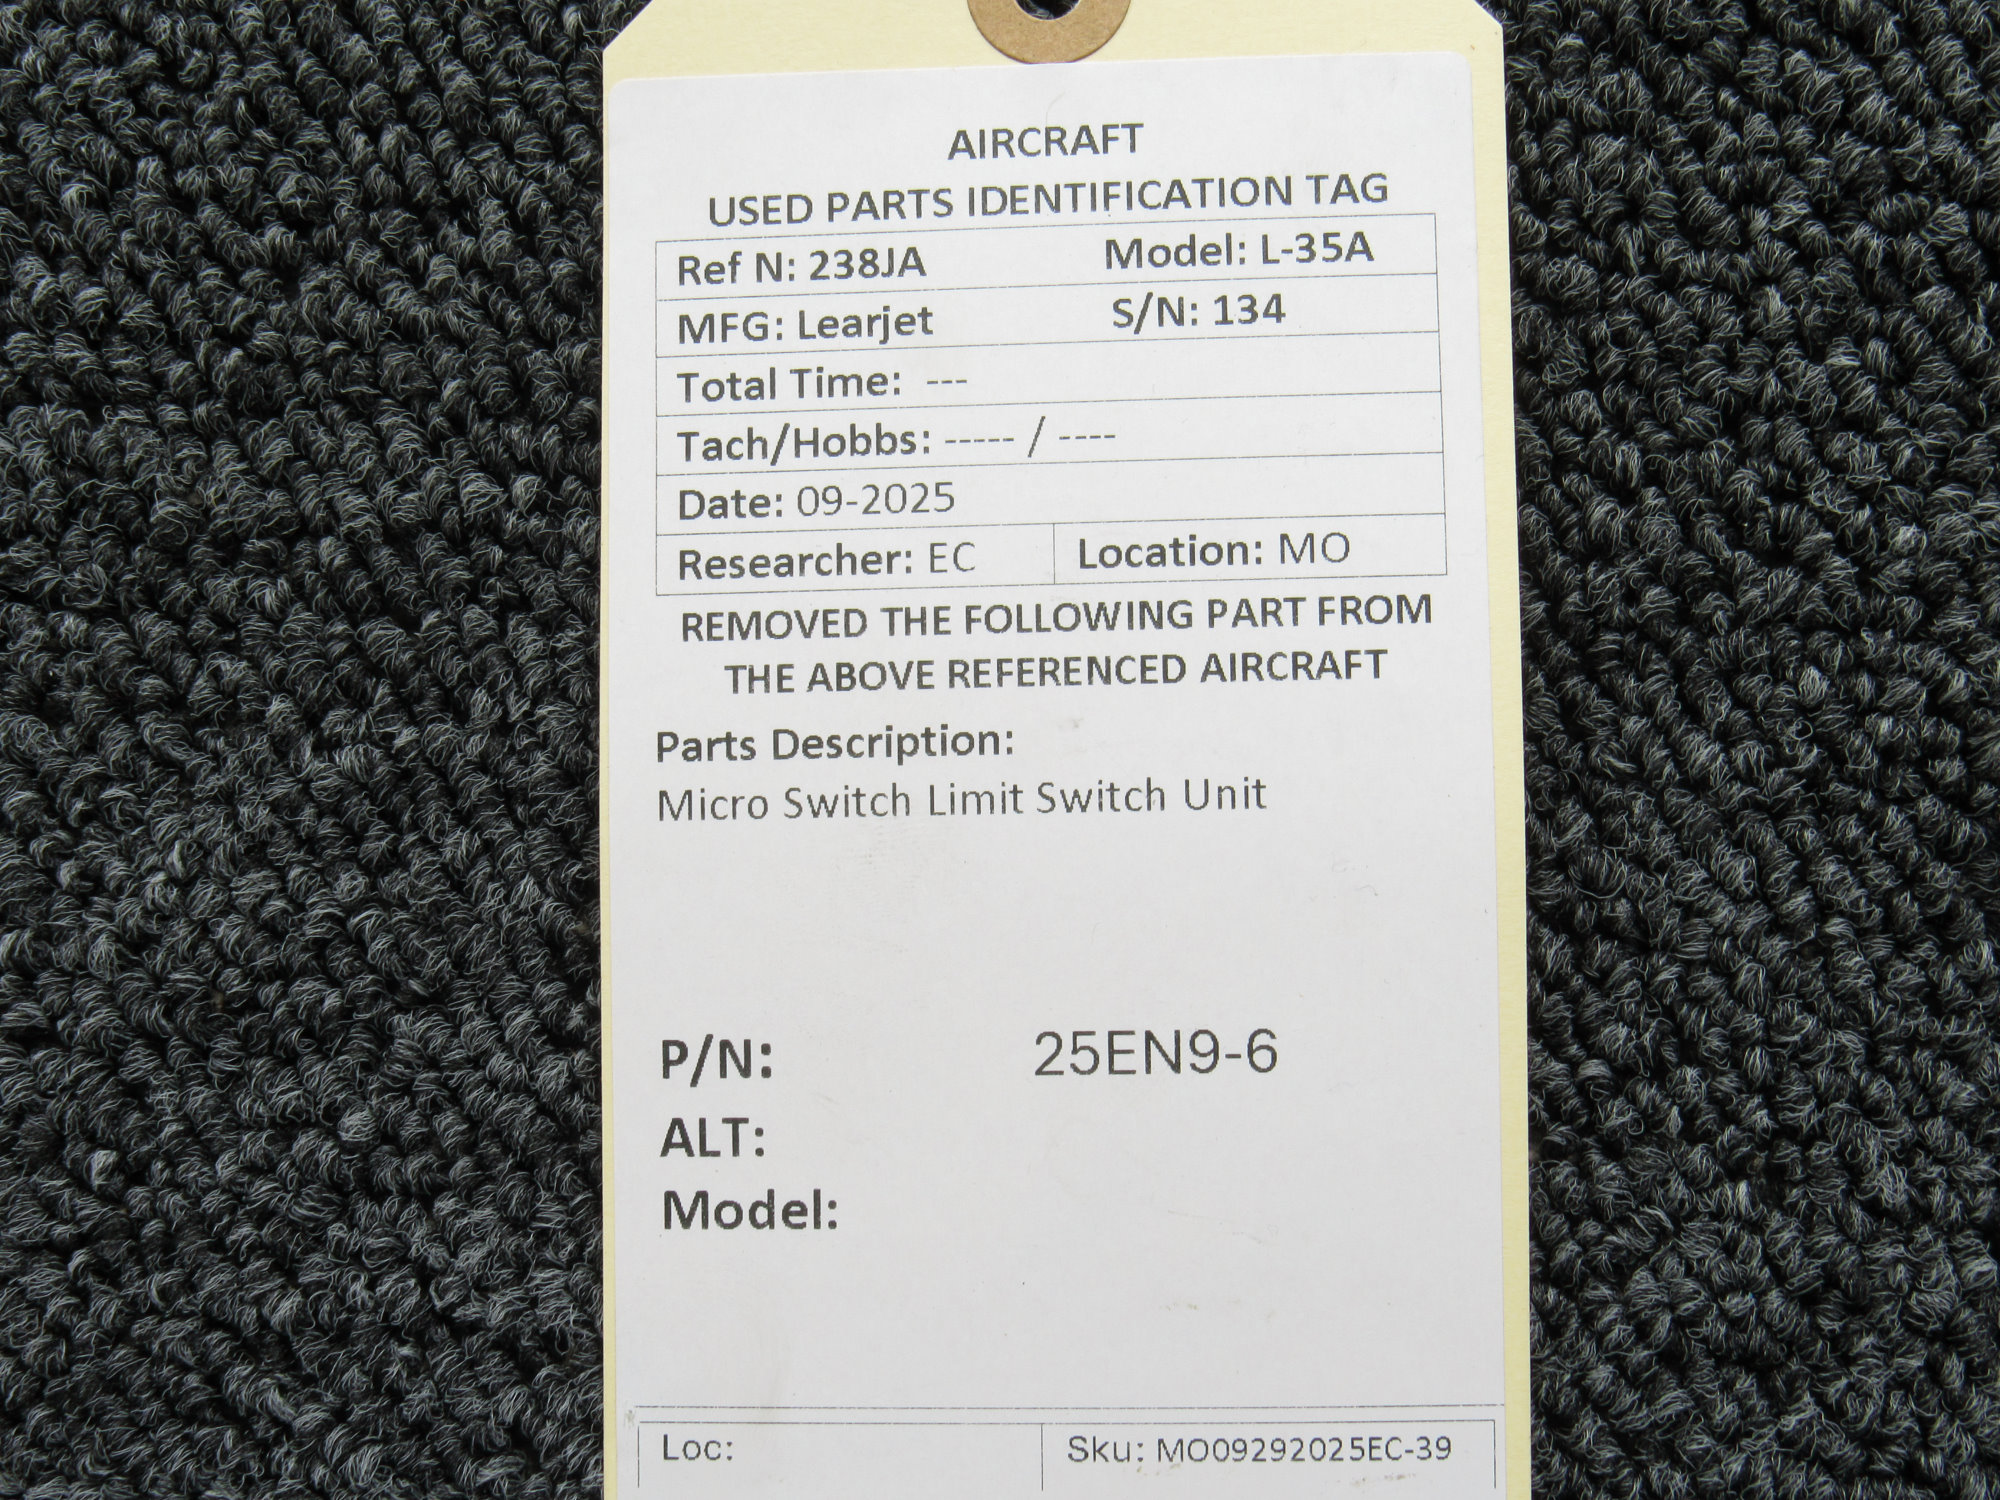 AIRCRAFT
USED PARTS IDENTIFICATION TAG
Ref N: 238JA Model: L-35A
MFG: Learjet S/N: 134
Total Time: ---
Tach/Hobbs: ----- / ----
Date: 09-2025
Researcher: EC Location: MO
REMOVED THE FOLLOWING PART FROM
THE ABOVE REFERENCED AIRCRAFT
Parts Description:
Micro Switch Limit Switch Unit
P/N: 25EN9-6
ALT:
Model:
Loc: Sku: MO09292025EC-39